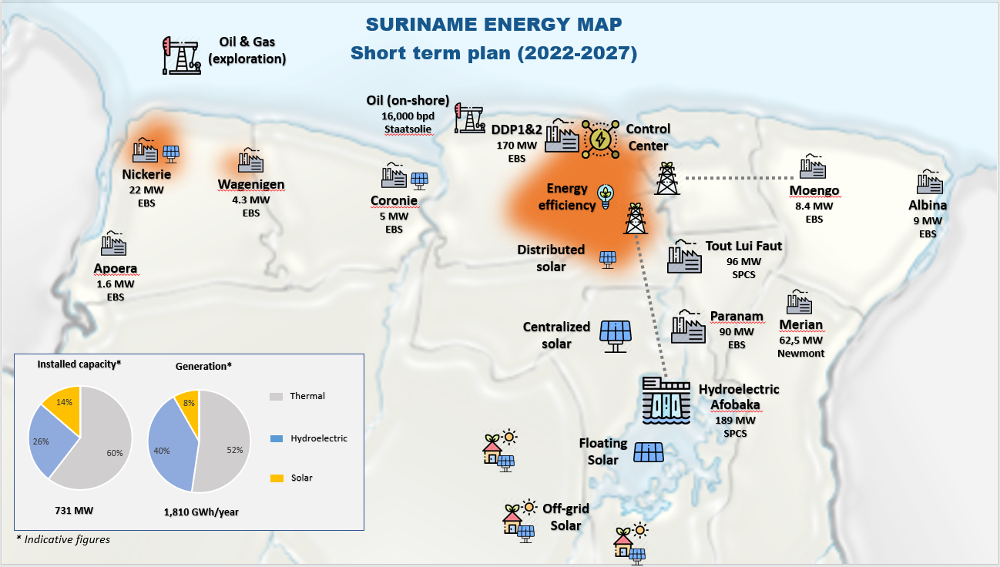 SURINAME ENERGY MAP
Short term plan (2022-2027)
Oil & Gas
(exploration)
Oil (on-shore)
16,000 bpd
Staatsolie
DDP1&2
170 MW
EBS
Control
Center
Nickerie
22 MW
EBS
Wagenigen
4.3 MW
EBS
Coronie
5 MW
EBS
Energy
efficiency
Moengo
8.4 MW
EBS
Albina
9 MW
EBS
Apoera
1.6 MW
EBS
Distributed
solar
Tout Lui Faut
96 MW
SPCS
Centralized
solar
Paranam
90 MW
EBS
Merian
62,5 MW
Newmont
Hydroelectric
Afobaka
189 MW
SPCS
Floating
Solar
Off-grid
Solar
Installed capacity*
14%
26%
60%
731 MW
Generation*
8%
40%
52%
1,810 GWh/year
Thermal
Hydroelectric
Solar
* Indicative figures